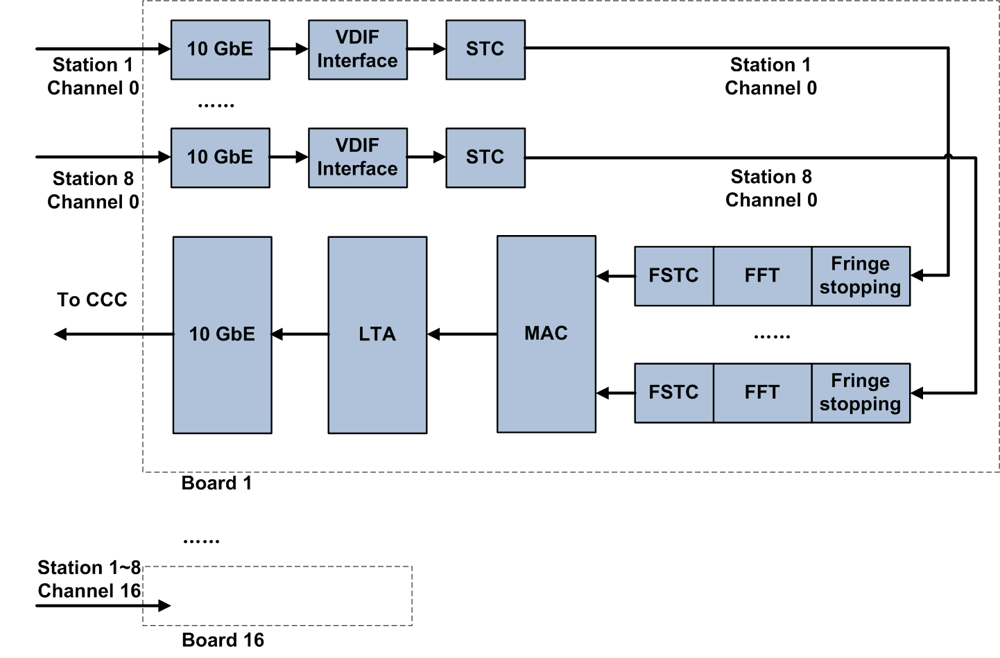 10 GbE
VDIF
Interface
STC
Station 1
Channel 0
Station 1
Channel 0
......
10 GbE
VDIF
Interface
STC
Station 8
Channel 0
Station 8
Channel 0
To CCC
10 GbE
LTA
MAC
FSTC
FFT
Fringe
stopping
......
FSTC
FFT
Fringe
stopping
Board 1
......
Station 1~8
Channel 16
Board 16